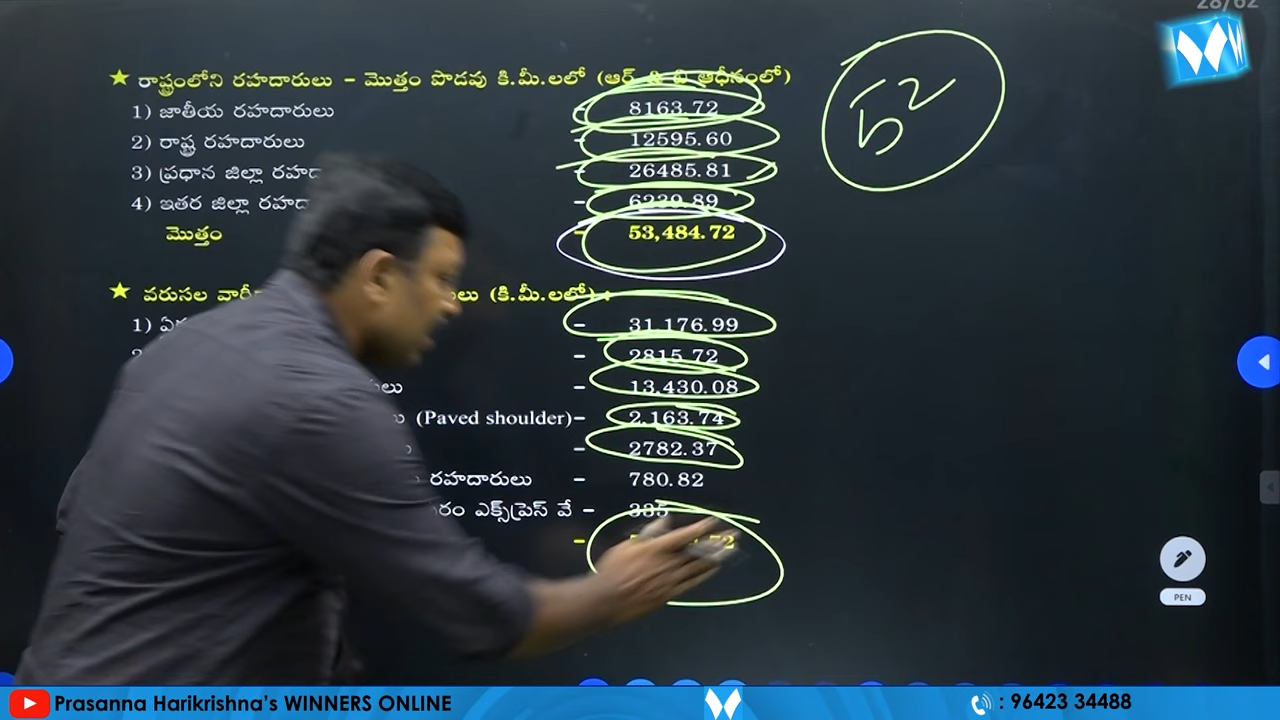 28/62
★ రాష్ట్రంలోని రహదారులు - మొత్తం పొడవు కి.మీ.లలో (ఆర్ & బి ఆధీనంలో)
1) జాతీయ రహదారులు 8163.72
2) రాష్ట్ర రహదారులు - 12595.60
3) ప్రధాన జిల్లా - 26485.81
4) ఇతర జిల్లా - 6239.89
మొత్తం - 53,484.72
5 2
★ వరుసల (కి.మీ.లలో) :
1) - 31,176.99
- 2815.72
- 13,430.08
(Paved shoulder)- 2,163.74
- 2782.37
రహదారులు - 780.82
ఎక్స్‌ప్రెస్ వే - 335
-
PEN
Prasanna Harikrishna's WINNERS ONLINE : 96423 34488